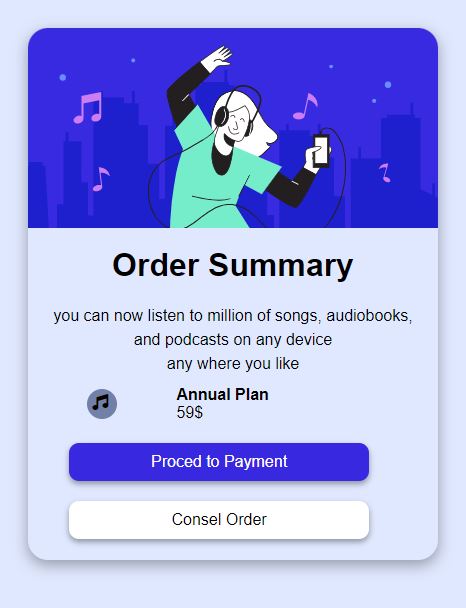 Order Summary
you can now listen to million of songs, audiobooks,
and podcasts on any device
any where you like
Annual Plan
59$
Proced to Payment
Consel Order